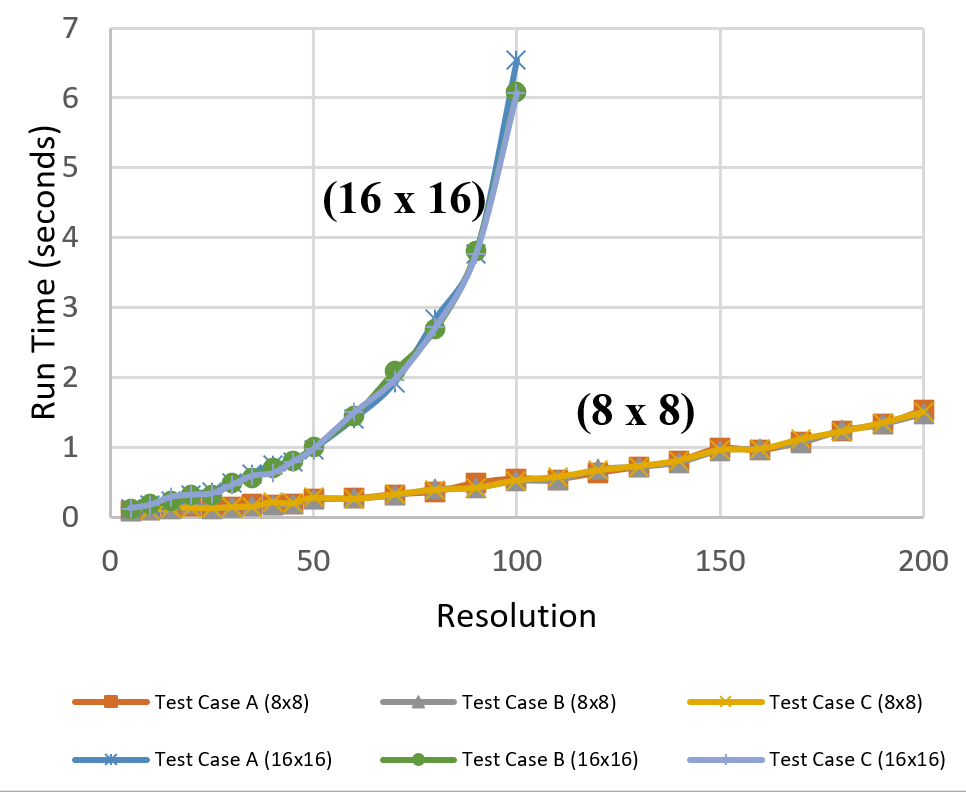 7
6
5
4
3
2
1
0
Run Time (seconds)
(16 x 16)
(8 x 8)
0 50 100 150 200
Resolution
Test Case A (8x8) Test Case B (8x8) Test Case C (8x8)
Test Case A (16x16) Test Case B (16x16) Test Case C (16x16)